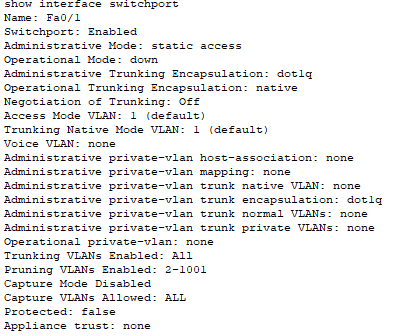 show interface switchport
Name: Fa0/1
Switchport: Enabled
Administrative Mode: static access
Operational Mode: down
Administrative Trunking Encapsulation: dot1q
Operational Trunking Encapsulation: native
Negotiation of Trunking: Off
Access Mode VLAN: 1 (default)
Trunking Native Mode VLAN: 1 (default)
Voice VLAN: none
Administrative private-vlan host-association: none
Administrative private-vlan mapping: none
Administrative private-vlan trunk native VLAN: none
Administrative private-vlan trunk encapsulation: dot1q
Administrative private-vlan trunk normal VLANs: none
Administrative private-vlan trunk private VLANs: none
Operational private-vlan: none
Trunking VLANs Enabled: All
Pruning VLANs Enabled: 2-1001
Capture Mode Disabled
Capture VLANs Allowed: ALL
Protected: false
Appliance trust: none